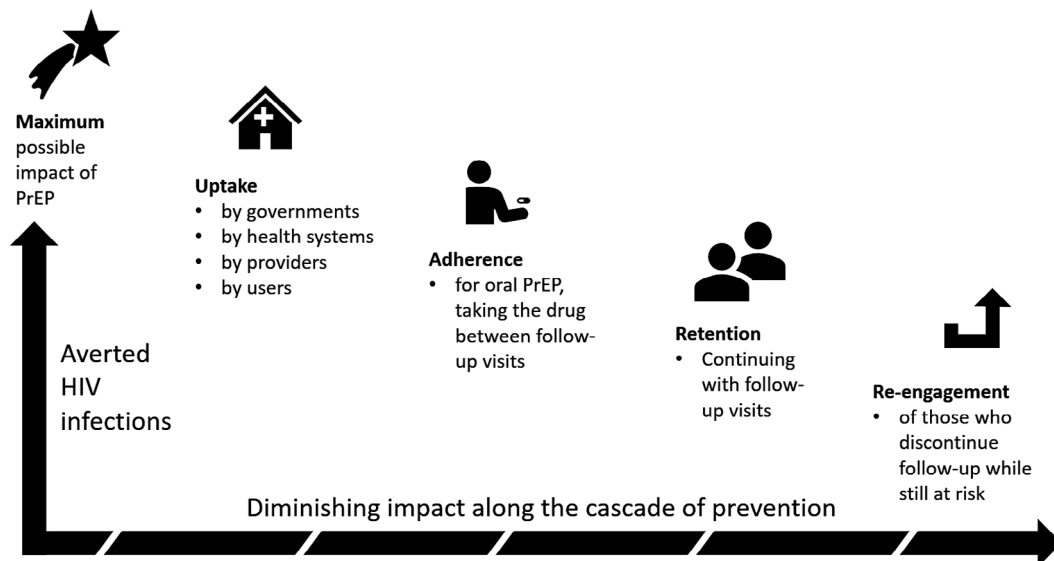 Maximum
possible
impact of
PrEP
Uptake
• by governments
• by health systems
• by providers
• by users
Adherence
• for oral PrEP,
taking the drug
between follow-
up visits
Retention
• Continuing
with follow-
up visits
Re-engagement
• of those who
discontinue
follow-up while
still at risk
Averted
HIV
infections
Diminishing impact along the cascade of prevention